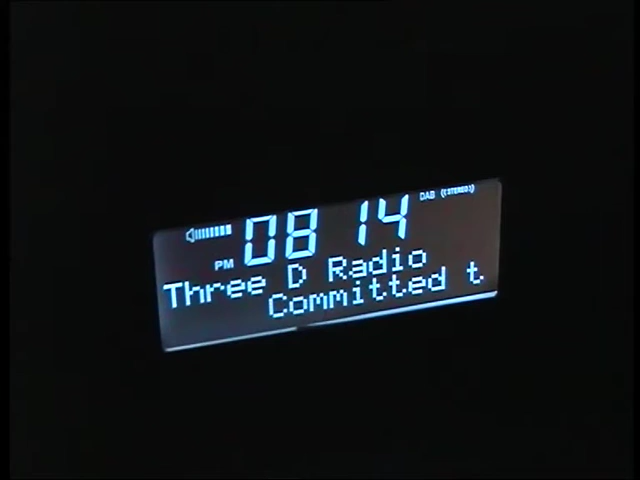 DAB ((STEREO))
PM 08 14
Three D Radio
Committed t